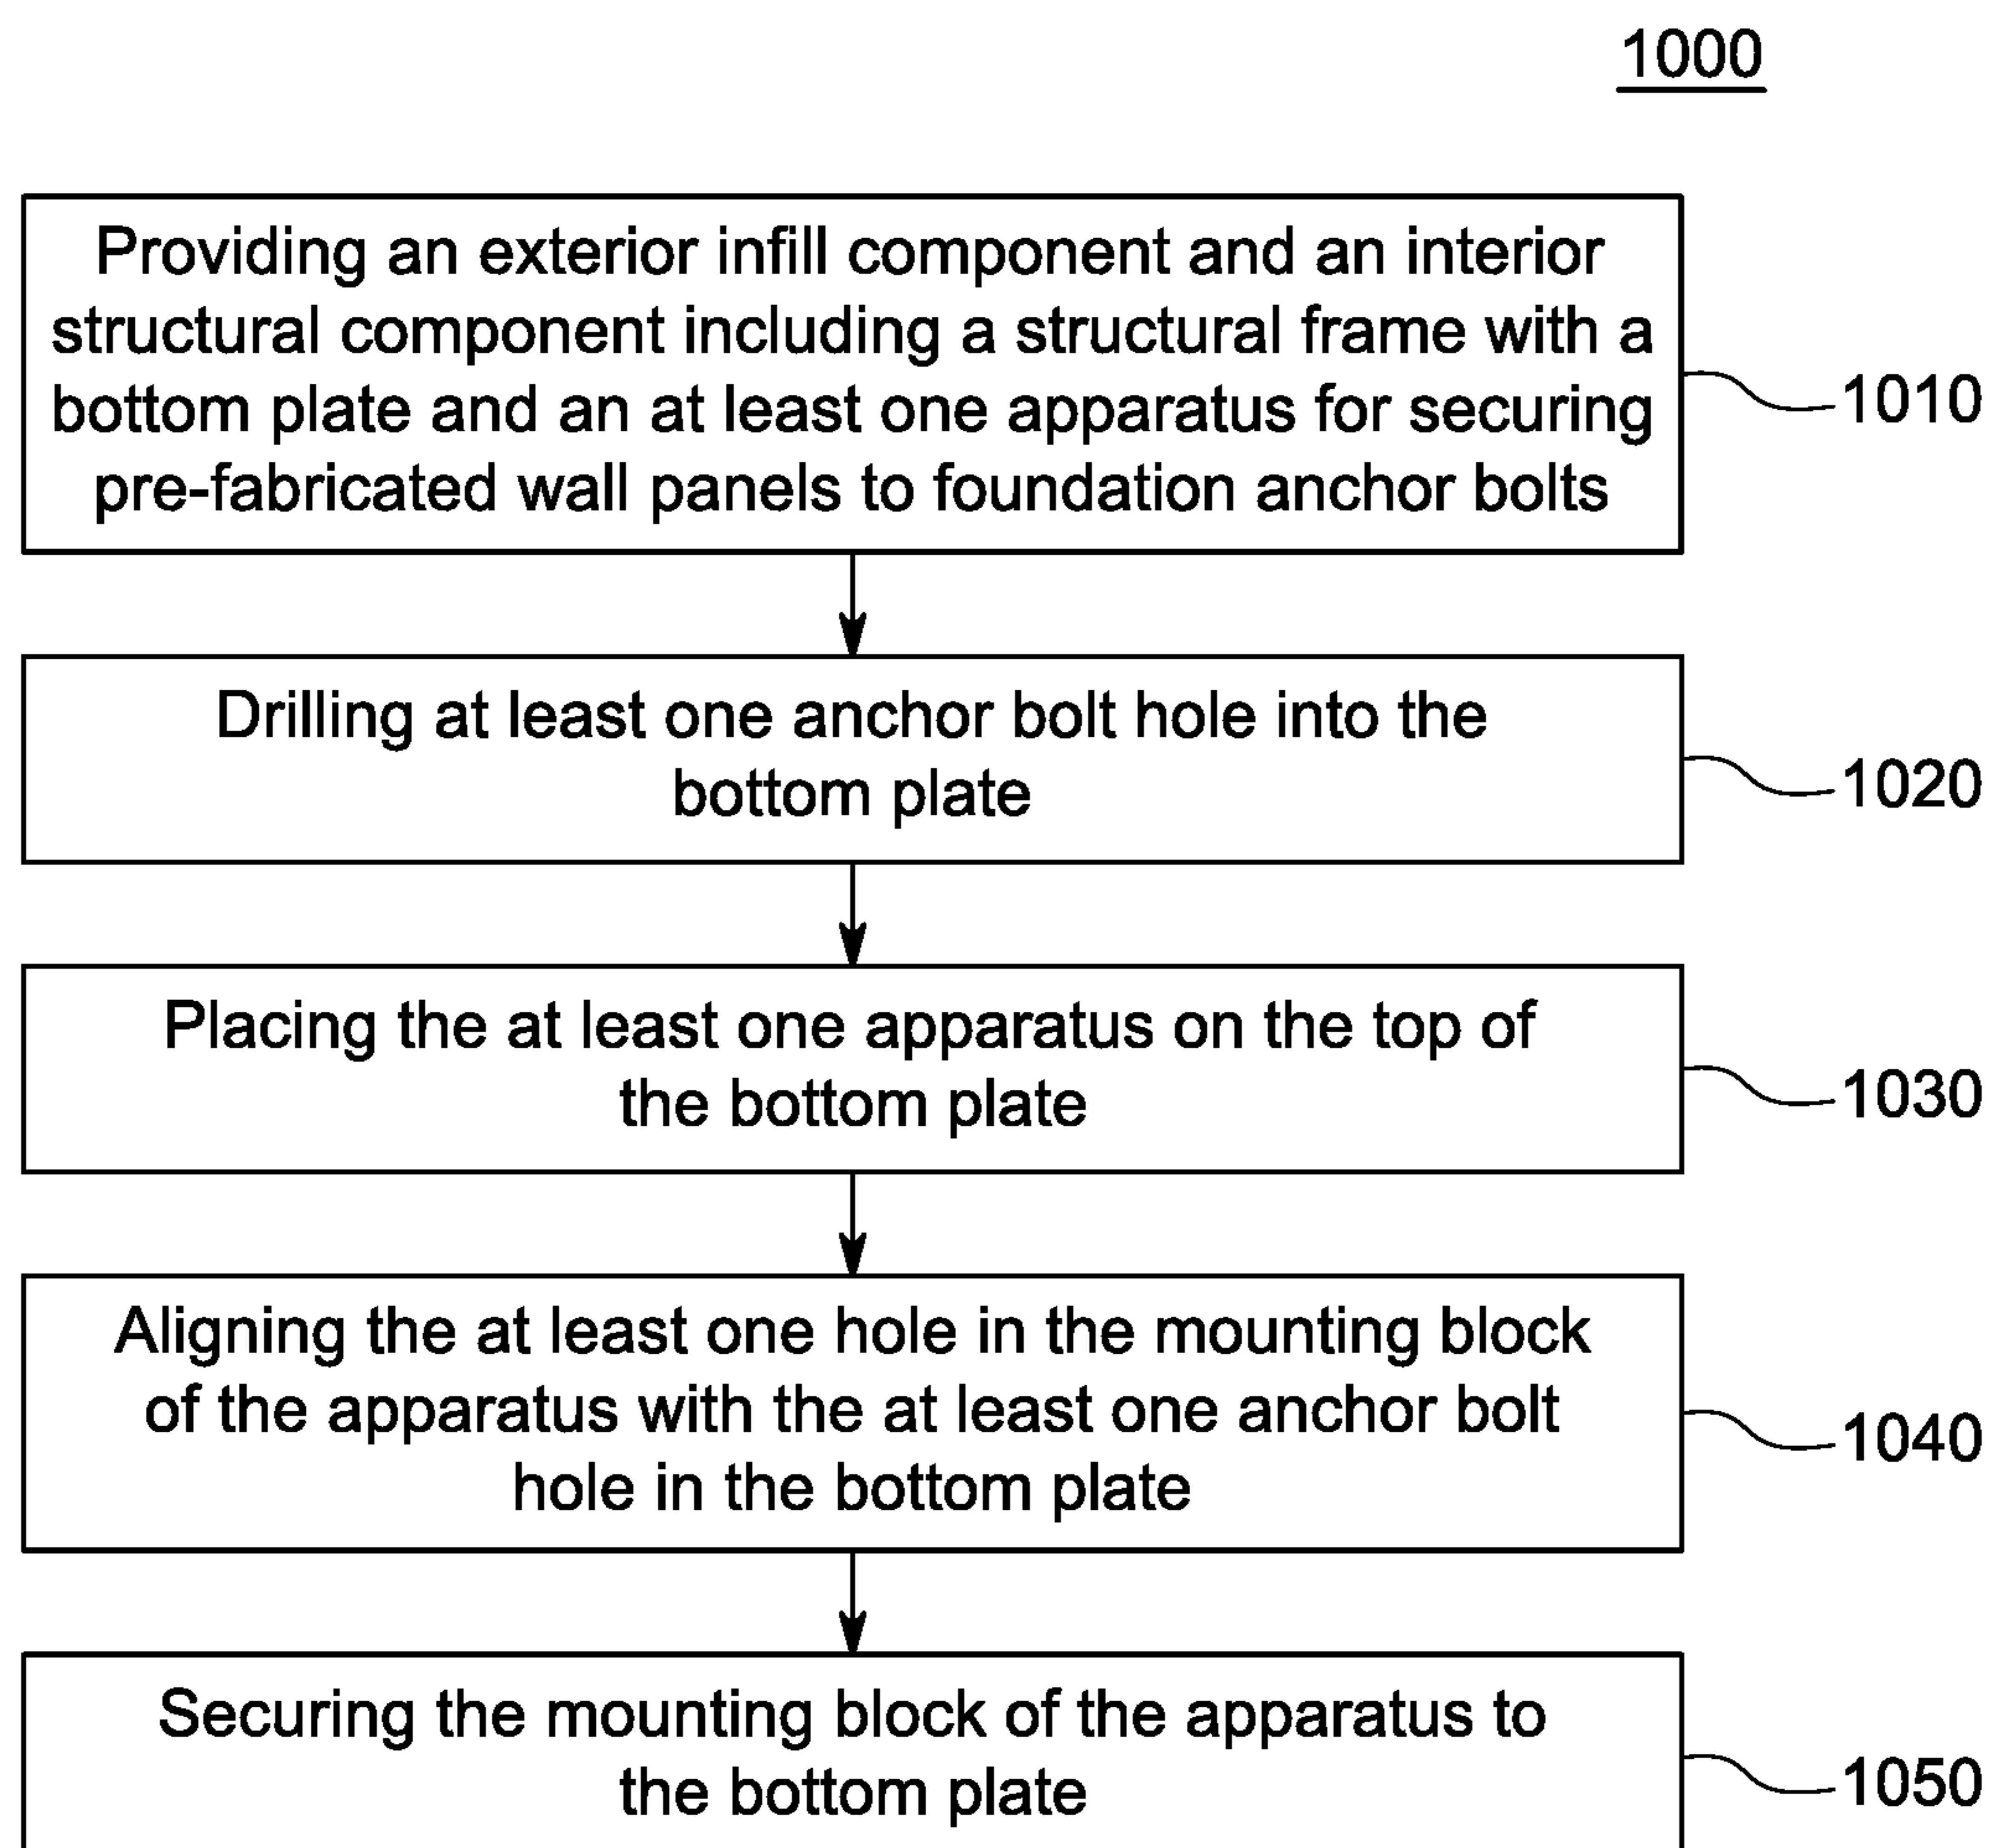 1000
Providing an exterior infill component and an interior
structural component including a structural frame with a
bottom plate and an at least one apparatus for securing
pre-fabricated wall panels to foundation anchor bolts
1010
Drilling at least one anchor bolt hole into the
bottom plate
1020
Placing the at least one apparatus on the top of
the bottom plate
1030
Aligning the at least one hole in the mounting block
of the apparatus with the at least one anchor bolt
hole in the bottom plate
1040
Securing the mounting block of the apparatus to
the bottom plate
1050